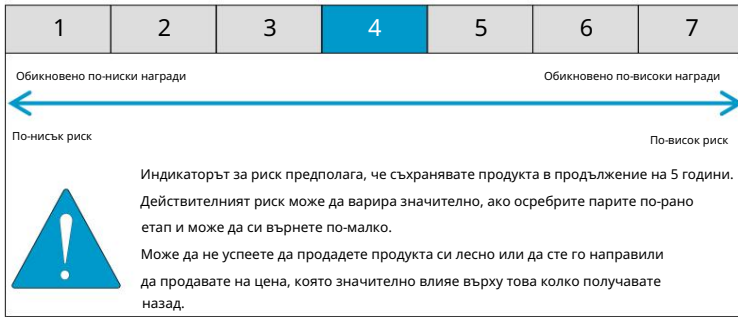 1 2 3 4 5 6 7
Обикновено по-ниски награди Обикновено по-високи награди
По-нисък риск По-висок риск
Индикаторът за риск предполага, че съхранявате продукта в продължение на 5 години.
Действителният риск може да варира значително, ако осребрите парите по-рано
етап и може да си върнете по-малко.
Може да не успеете да продадете продукта си лесно или да сте го направили
да продавате на цена, която значително влияе върху това колко получавате
назад.